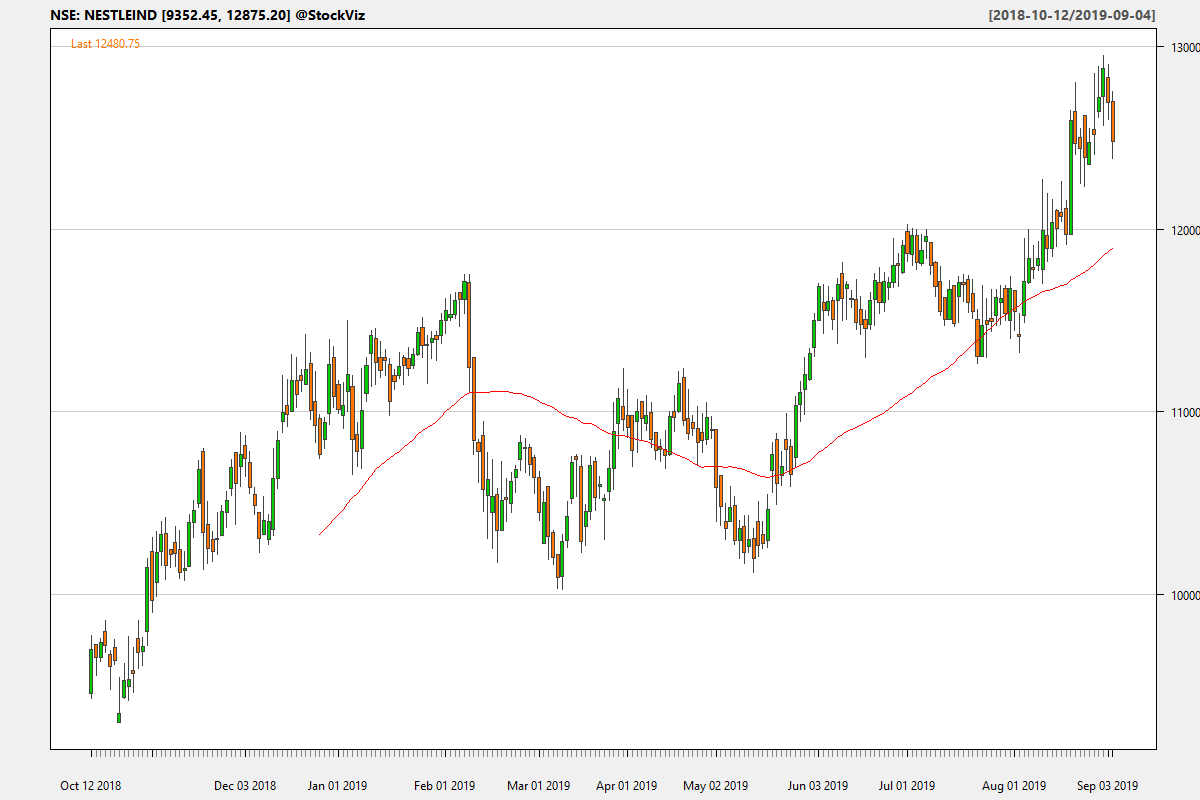 NSE: NESTLEIND [9352.45, 12875.20] @StockViz
[2018-10-12/2019-09-04]
Last 12480.75
13000
12000
11000
10000
Oct 12 2018
Dec 03 2018
Jan 01 2019
Feb 01 2019
Mar 01 2019
Apr 01 2019
May 02 2019
Jun 03 2019
Jul 01 2019
Aug 01 2019
Sep 03 2019